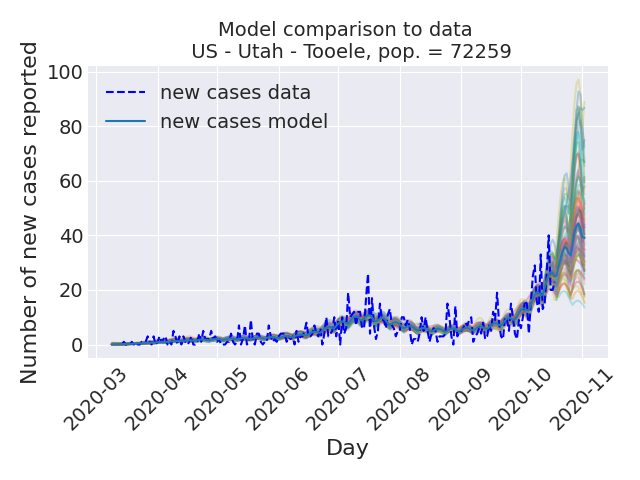 Model comparison to data
US - Utah - Tooele, pop. = 72259
Number of new cases reported
100
80
60
40
20
0
new cases data
new cases model
2020-03
2020-04
2020-05
2020-06
2020-07
2020-08
2020-09
2020-10
2020-11
Day